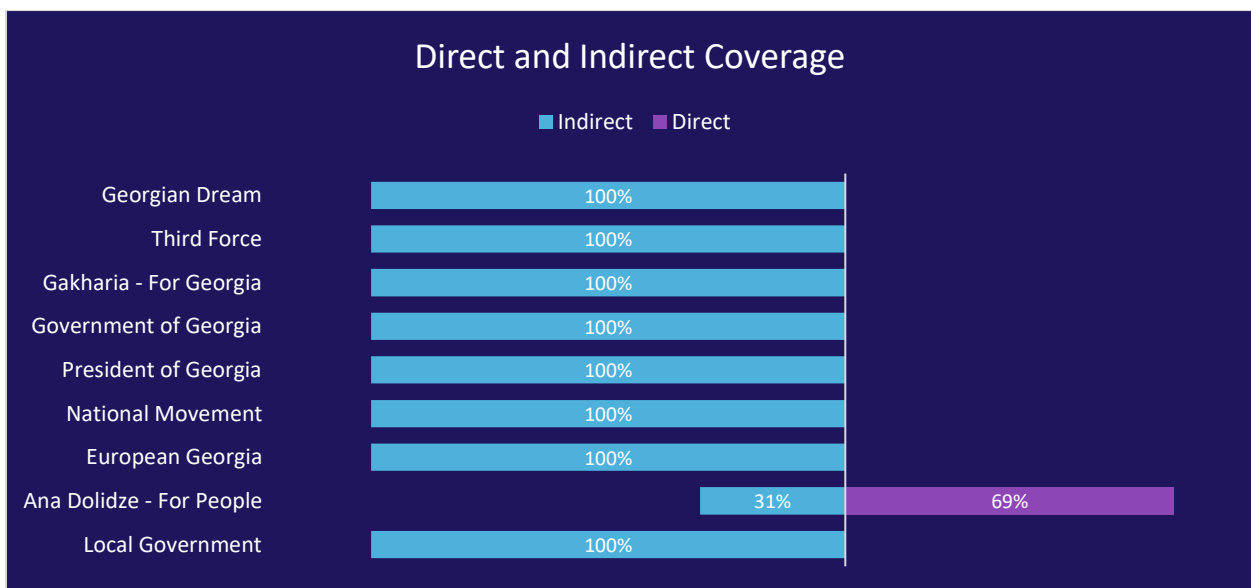 Direct and Indirect Coverage
Indirect Direct
Georgian Dream 100%
Third Force 100%
Gakharia - For Georgia 100%
Government of Georgia 100%
President of Georgia 100%
National Movement 100%
European Georgia 100%
Ana Dolidze - For People 31% 69%
Local Government 100%